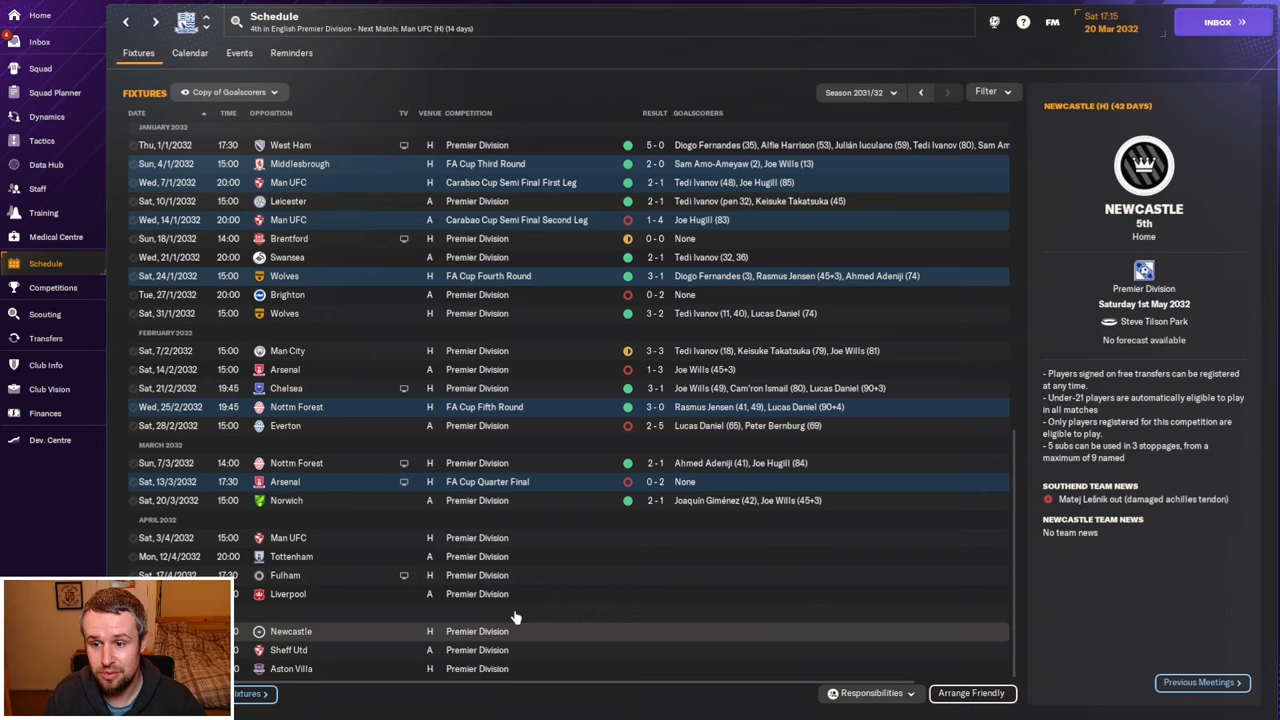 Home
4
Inbox
Squad
Squad Planner
Dynamics
Tactics
Data Hub
Staff
Training
Medical Centre
Schedule
Competitions
Scouting
Transfers
Club Info
Club Vision
Finances
Dev. Centre
Schedule
4th in English Premier Division - Next Match: Man UFC (H) (14 days)
? FM
Sat 17:15
20 Mar 2032
INBOX
Fixtures Calendar Events Reminders
FIXTURES Copy of Goalscorers Season 2031/32 Filter
DATE TIME OPPOSITION TV VENUE COMPETITION RESULT GOALSCORERS
JANUARY 2032
Thu, 1/1/2032 17:30 West Ham H Premier Division 5 - 0 Diogo Fernandes (35), Alfie Harrison (53), Julián Iuculano (59), Tedi Ivanov (80), Sam Am
Sun, 4/1/2032 15:00 Middlesbrough H FA Cup Third Round 2 - 0 Sam Amo-Ameyaw (2), Joe Wills (13)
Wed, 7/1/2032 20:00 Man UFC H Carabao Cup Semi Final First Leg 2 - 1 Tedi Ivanov (48), Joe Hugill (85)
Sat, 10/1/2032 15:00 Leicester A Premier Division 2 - 1 Tedi Ivanov (pen 32), Keisuke Takatsuka (45)
Wed, 14/1/2032 20:00 Man UFC A Carabao Cup Semi Final Second Leg 1 - 4 Joe Hugill (83)
Sun, 18/1/2032 14:00 Brentford H Premier Division 0 - 0 None
Wed, 21/1/2032 20:00 Swansea A Premier Division 2 - 1 Tedi Ivanov (32, 36)
Sat, 24/1/2032 15:00 Wolves H FA Cup Fourth Round 3 - 1 Diogo Fernandes (3), Rasmus Jensen (45+3), Ahmed Adeniji (74)
Tue, 27/1/2032 20:00 Brighton A Premier Division 0 - 2 None
Sat, 31/1/2032 15:00 Wolves H Premier Division 3 - 2 Tedi Ivanov (11, 40), Lucas Daniel (74)
FEBRUARY 2032
Sat, 7/2/2032 15:00 Man City H Premier Division 3 - 3 Tedi Ivanov (18), Keisuke Takatsuka (79), Joe Wills (81)
Sat, 14/2/2032 15:00 Arsenal A Premier Division 1 - 3 Joe Wills (45+3)
Sat, 21/2/2032 19:45 Chelsea H Premier Division 3 - 1 Joe Wills (49), Cam'ron Ismail (80), Lucas Daniel (90+3)
Wed, 25/2/2032 19:45 Nottm Forest H FA Cup Fifth Round 3 - 0 Rasmus Jensen (41, 49), Lucas Daniel (90+4)
Sat, 28/2/2032 15:00 Everton A Premier Division 2 - 5 Lucas Daniel (65), Peter Bernburg (69)
MARCH 2032
Sun, 7/3/2032 14:00 Nottm Forest H Premier Division 2 - 1 Ahmed Adeniji (41), Joe Hugill (84)
Sat, 13/3/2032 17:30 Arsenal H FA Cup Quarter Final 0 - 2 None
Sat, 20/3/2032 15:00 Norwich A Premier Division 2 - 1 Joaquín Giménez (42), Joe Wills (45+3)
APRIL 2032
Sat, 3/4/2032 15:00 Man UFC H Premier Division
Mon, 12/4/2032 20:00 Tottenham A Premier Division
Sat, 17/4/2032 17:30 Fulham H Premier Division
Liverpool A Premier Division
Newcastle H Premier Division
Sheff Utd A Premier Division
Aston Villa H Premier Division
Responsibilities Arrange Friendly
NEWCASTLE (H) (42 DAYS)
NEWCASTLE
5th
Home
Premier Division
Saturday 1st May 2032
Steve Tilson Park
No forecast available
- Players signed on free transfers can be registered
at any time.
- Under-21 players are automatically eligible to play
in all matches
- Only players registered for this competition are
eligible to play.
- 5 subs can be used in 3 stoppages, from a
maximum of 9 named
SOUTHEND TEAM NEWS
Matej Lešnik out (damaged achilles tendon)
NEWCASTLE TEAM NEWS
No team news
Previous Meetings